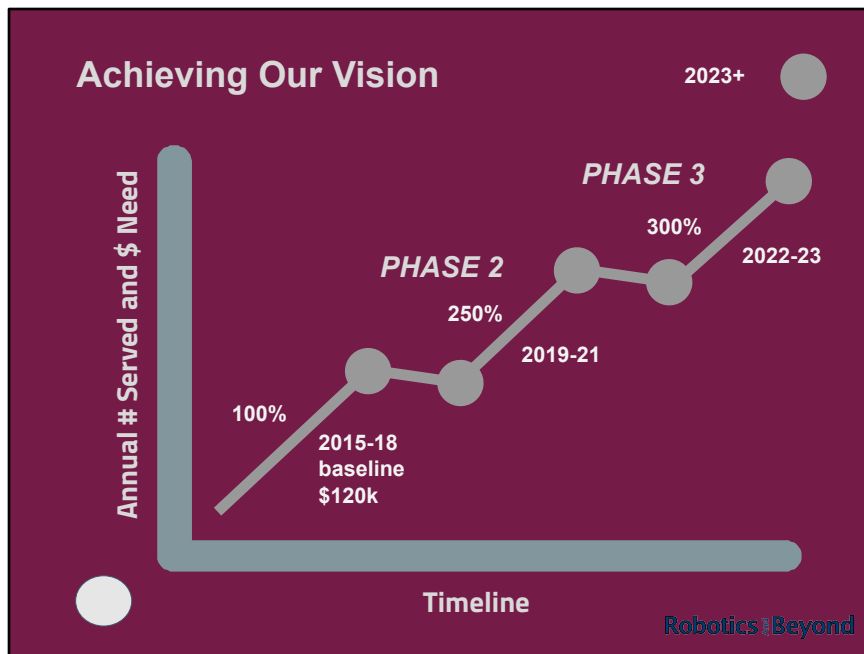 Achieving Our Vision
2023+
PHASE 3
300%
2022-23
PHASE 2
250%
2019-21
100%
2015-18
baseline
$120k
Annual # Served and $ Need
Timeline
Robotics And Beyond